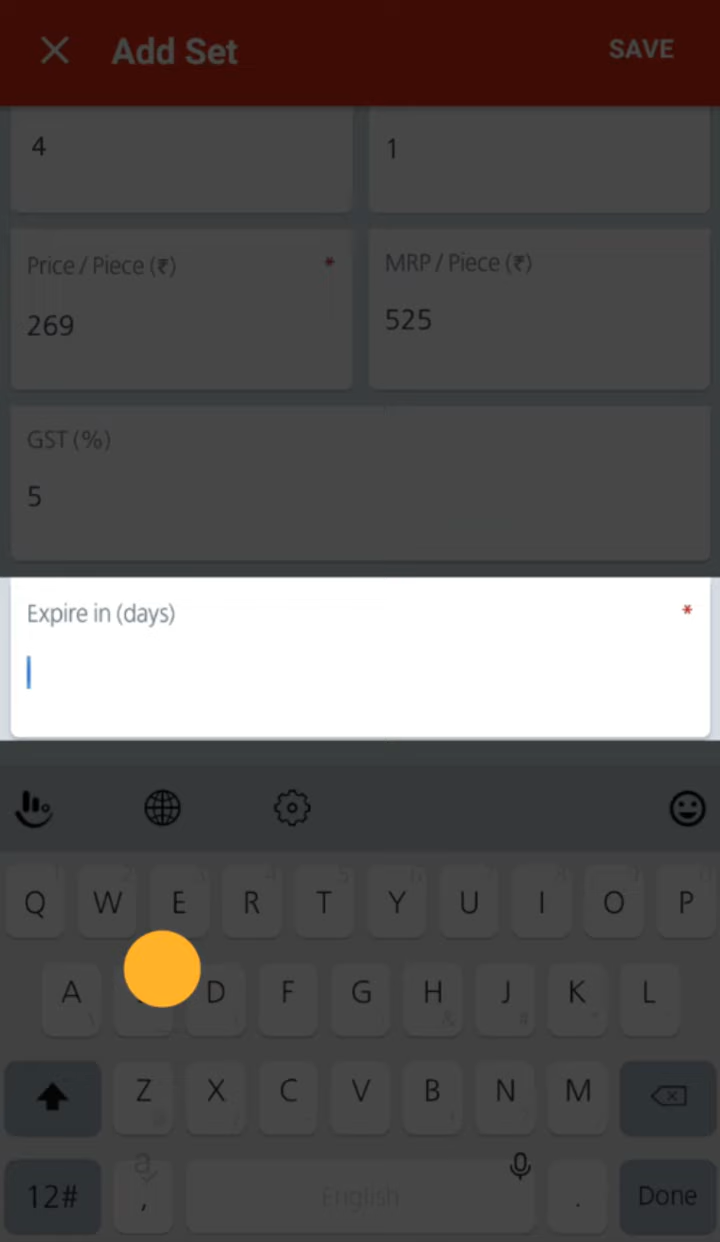 Add Set SAVE
4 1
Price / Piece (₹) * MRP / Piece (₹)
269 525
GST (%)
5
Expire in (days) *
Q W E R T Y U I O P
A D F G H J K L
Z X C V B N M
12# , English . Done